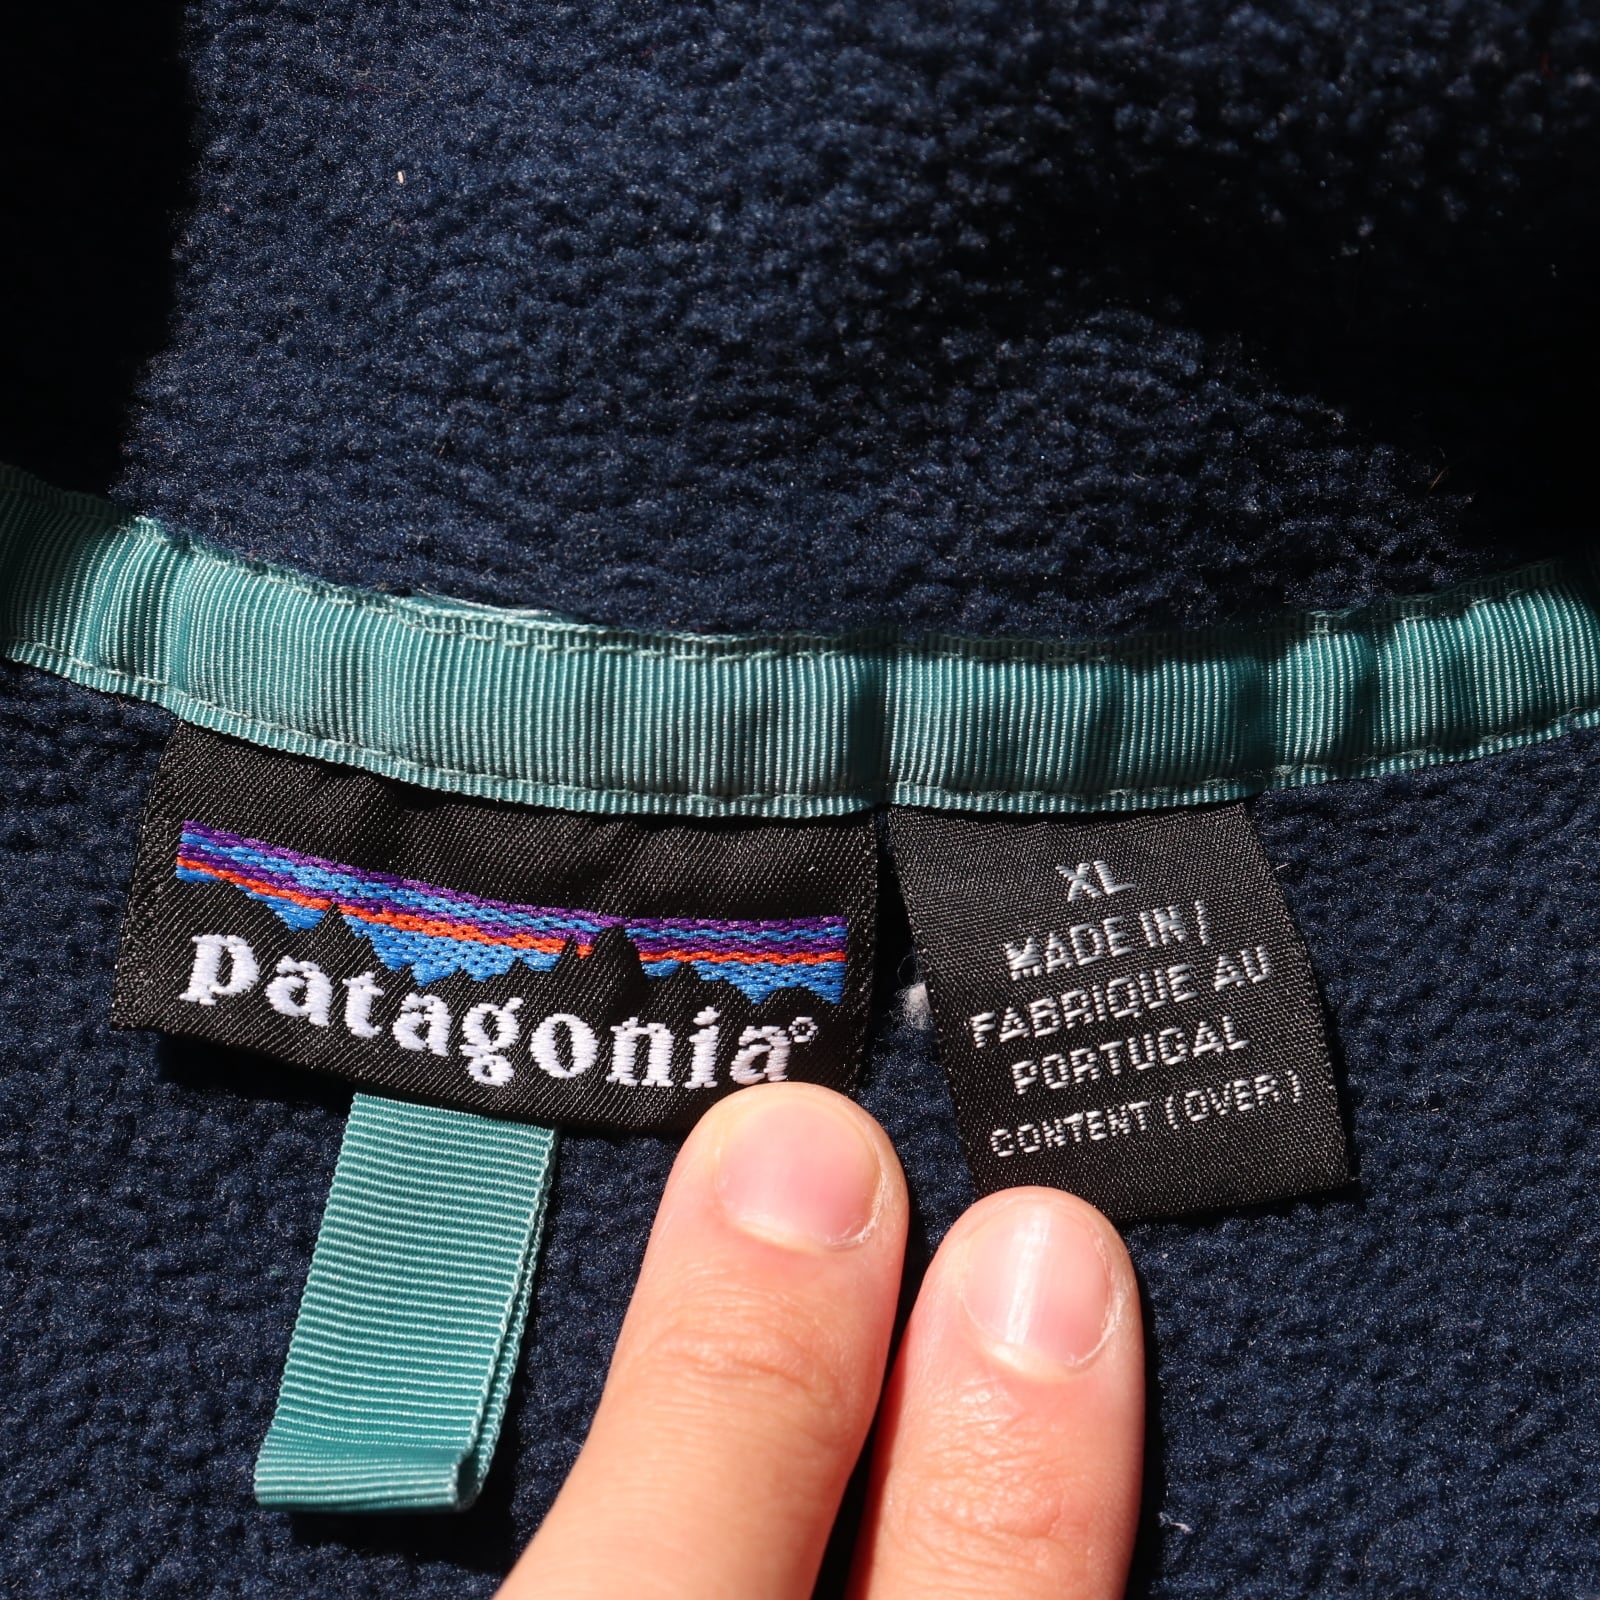 patagonia®
XL
MADE IN/
FABRIQUE AU
PORTUGAL
CONTENT (OVER)